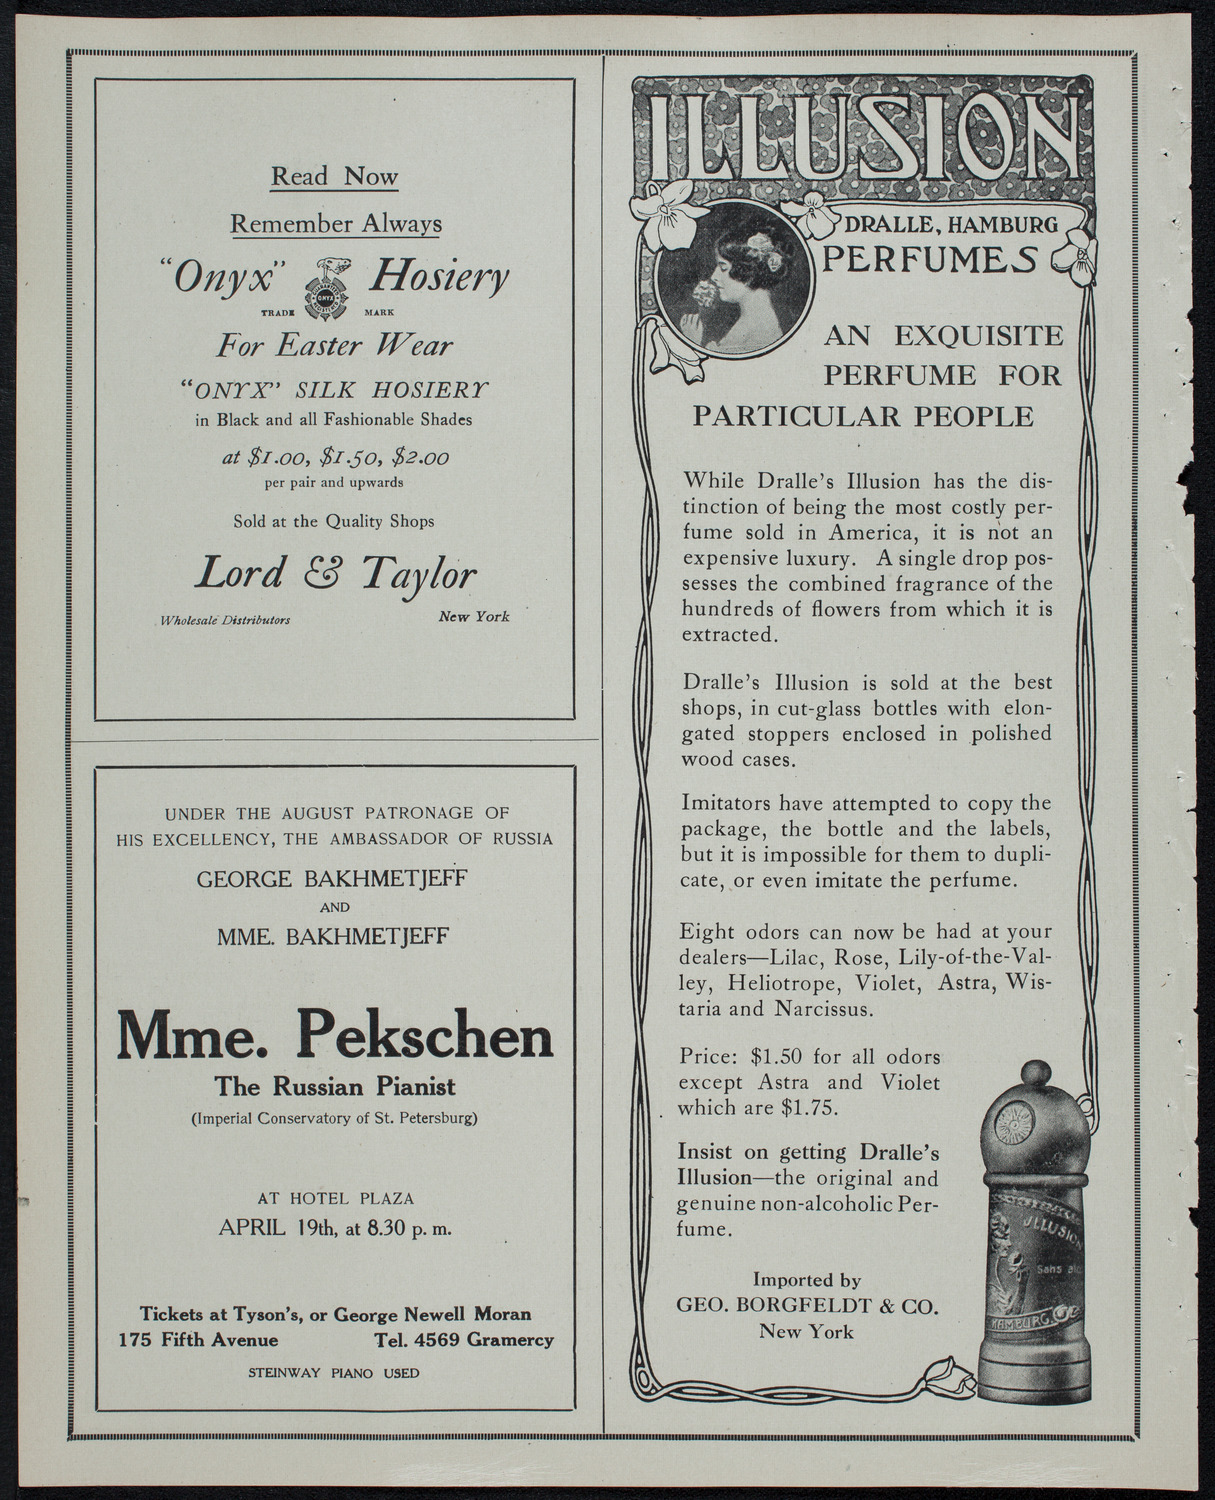 Read Now
Remember Always
"Onyx" Hosiery
GUARANTEED
ONYX
REGISTERED
TRADE MARK
For Easter Wear
"ONYX" SILK HOSIERY
in Black and all Fashionable Shades
at $1.00, $1.50, $2.00
per pair and upwards
Sold at the Quality Shops
Lord & Taylor
Wholesale Distributors New York
UNDER THE AUGUST PATRONAGE OF
HIS EXCELLENCY, THE AMBASSADOR OF RUSSIA
GEORGE BAKHMETJEFF
AND
MME. BAKHMETJEFF
Mme. Pekschen
The Russian Pianist
(Imperial Conservatory of St. Petersburg)
AT HOTEL PLAZA
APRIL 19th, at 8.30 p. m.
Tickets at Tyson's, or George Newell Moran
175 Fifth Avenue Tel. 4569 Gramercy
STEINWAY PIANO USED
ILLUSION
DRALLE, HAMBURG
PERFUMES
AN EXQUISITE
PERFUME FOR
PARTICULAR PEOPLE
While Dralle's Illusion has the dis-
tinction of being the most costly per-
fume sold in America, it is not an
expensive luxury. A single drop pos-
sesses the combined fragrance of the
hundreds of flowers from which it is
extracted.
Dralle's Illusion is sold at the best
shops, in cut-glass bottles with elon-
gated stoppers enclosed in polished
wood cases.
Imitators have attempted to copy the
package, the bottle and the labels,
but it is impossible for them to dupli-
cate, or even imitate the perfume.
Eight odors can now be had at your
dealers—Lilac, Rose, Lily-of-the-Val-
ley, Heliotrope, Violet, Astra, Wis-
taria and Narcissus.
Price: $1.50 for all odors
except Astra and Violet
which are $1.75.
Insist on getting Dralle's
Illusion—the original and
genuine non-alcoholic Per-
fume.
Imported by
GEO. BORGFELDT & CO.
New York
ILLUSION
Sans
HAMBURG